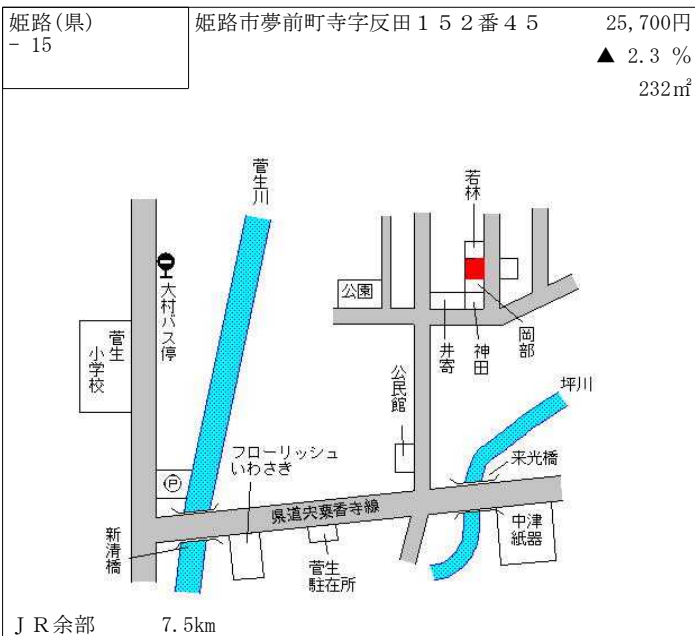 姫路(県)
- 15
姫路市夢前町寺字反田１５２番４５
25,700円
▲ 2.3 %
232㎡
菅生川
若林
大村バス停
公園
菅生
小学校
井寄
神田
岡部
公民館
坪川
フローリッシュ
いわさき
来光橋
Ｐ
県道宍粟香寺線
中津
紙器
新清橋
菅生
駐在所
ＪＲ余部
7.5km